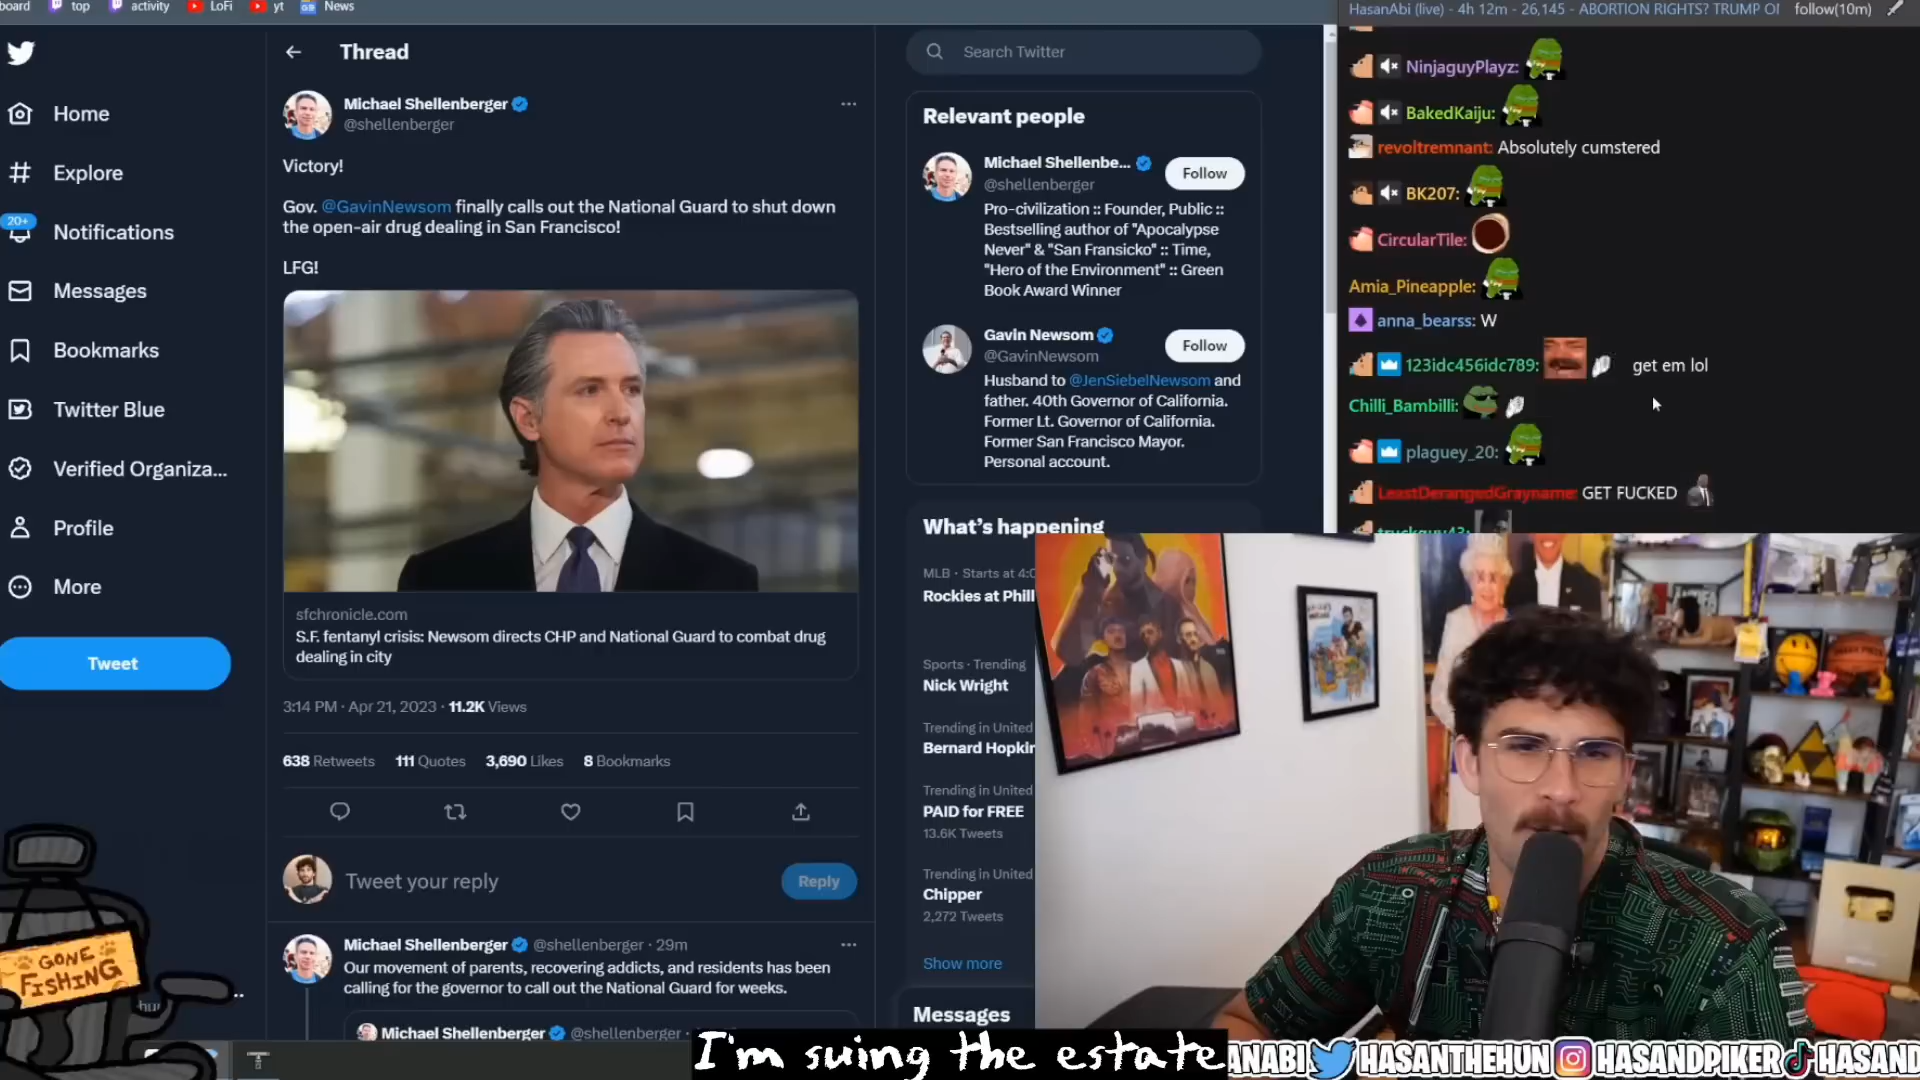 board
top
activity
LoFi
yt
News
Home
Explore
20+
Notifications
Messages
Bookmarks
Twitter Blue
Verified Organiza...
Profile
More
Tweet
GONE
FISHING
Thread
Michael Shellenberger
@shellenberger
Victory!
Gov. @GavinNewsom finally calls out the National Guard to shut down
the open-air drug dealing in San Francisco!
LFG!
sfchronicle.com
S.F. fentanyl crisis: Newsom directs CHP and National Guard to combat drug
dealing in city
3:14 PM · Apr 21, 2023 · 11.2K Views
638 Retweets 111 Quotes 3,690 Likes 8 Bookmarks
Tweet your reply
Reply
Michael Shellenberger @shellenberger · 29m
Our movement of parents, recovering addicts, and residents has been
calling for the governor to call out the National Guard for weeks.
Michael Shellenberger @shellenberger ·
Search Twitter
Relevant people
Michael Shellenbe...
@shellenberger
Follow
Pro-civilization :: Founder, Public ::
Bestselling author of "Apocalypse
Never" & "San Fransicko" :: Time,
"Hero of the Environment" :: Green
Book Award Winner
Gavin Newsom
@GavinNewsom
Follow
Husband to @JenSiebelNewsom and
father. 40th Governor of California.
Former Lt. Governor of California.
Former San Francisco Mayor.
Personal account.
What's happening
MLB · Starts at 4:0
Rockies at Phill
Sports · Trending
Nick Wright
Trending in United
Bernard Hopkin
Trending in United
PAID for FREE
13.6K Tweets
Trending in United
Chipper
2,272 Tweets
Show more
Messages
HasanAbi (live) - 4h 12m - 26,145 - ABORTION RIGHTS? TRUMP O
follow(10m)
NinjaguyPlayz:
BakedKaiju:
revoltremnant: Absolutely cumstered
BK207:
CircularTile:
Amia_Pineapple:
anna_bearss: W
123idc456idc789: get em lol
Chilli_Bambilli:
plaguey_20:
LeastDerangedGrayname: GET FUCKED
truckguy43:
I'm suing the estate
ANABI HASANTHEHUN HASANDPIKER HASAND